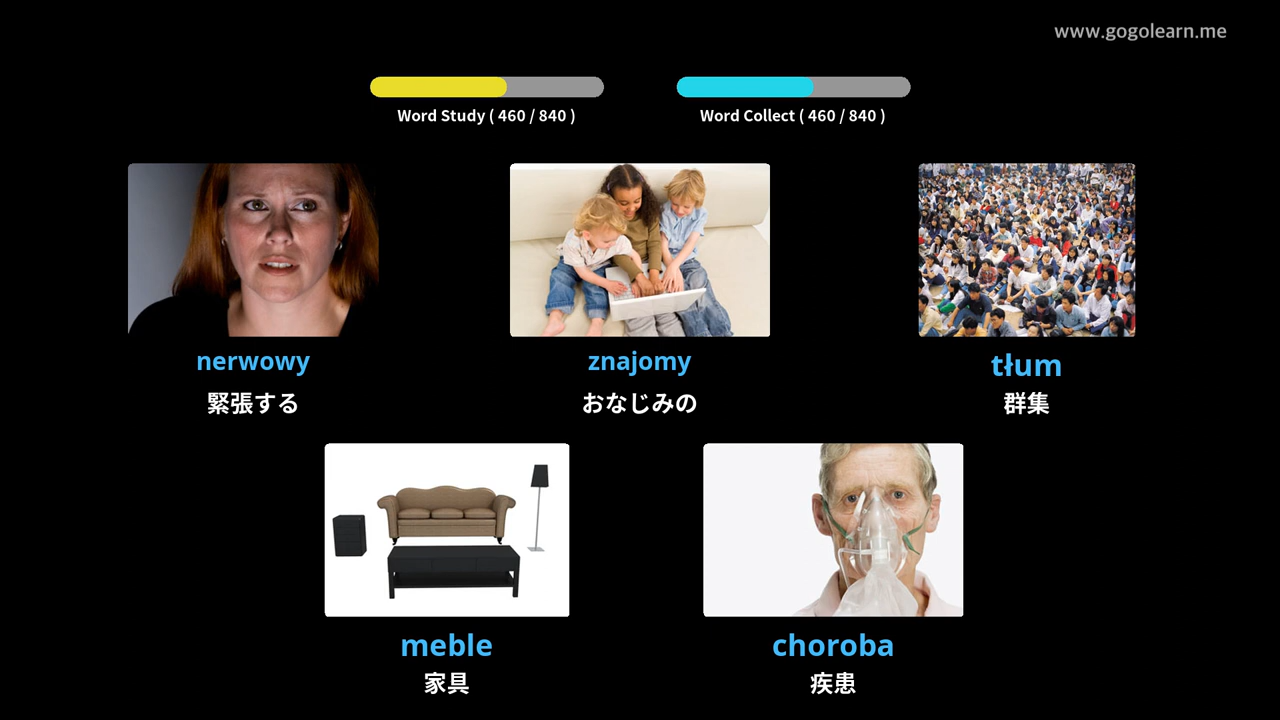 www.gogolearn.me
Word Study ( 460 / 840 )
Word Collect ( 460 / 840 )
nerwowy
緊張する
znajomy
おなじみの
tłum
群集
meble
家具
choroba
疾患